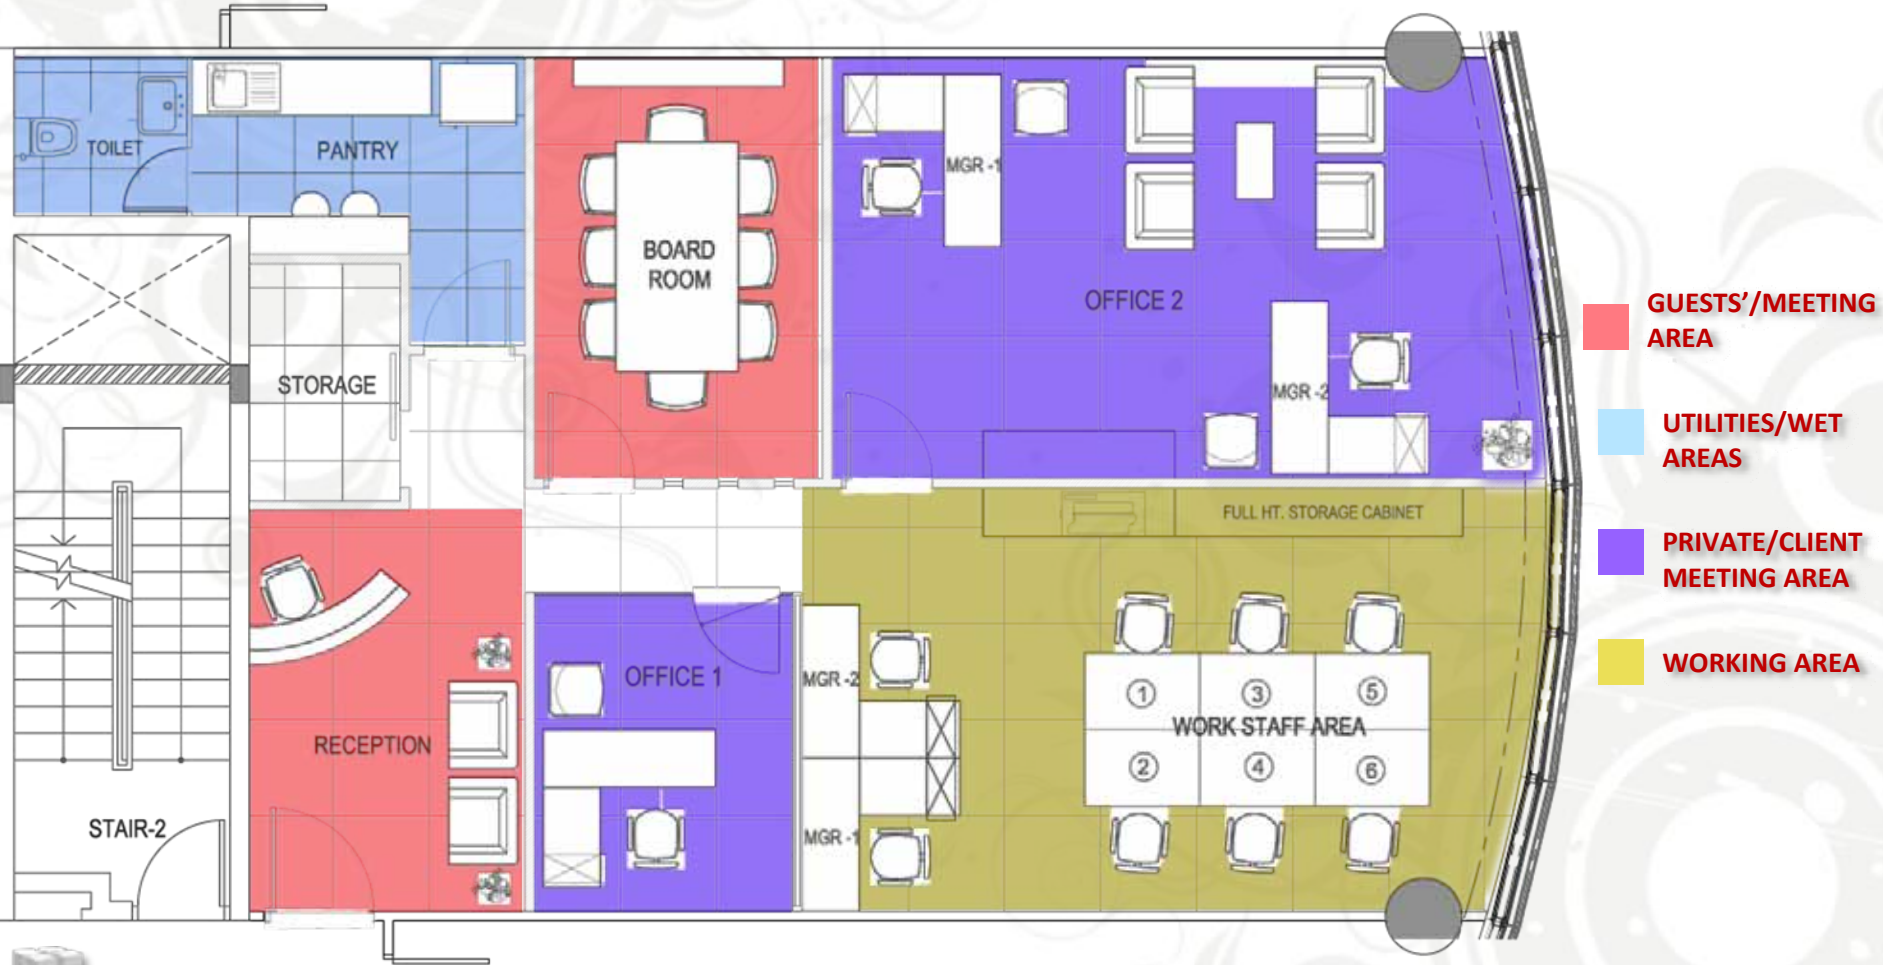 TOILET
PANTRY
BOARD
ROOM
MGR -1
OFFICE 2
MGR -2
STORAGE
FULL HT. STORAGE CABINET
OFFICE 1
MGR -2
RECEPTION
1
3
5
WORK STAFF AREA
2
4
6
MGR -1
STAIR-2
GUESTS'/MEETING
AREA
UTILITIES/WET
AREAS
PRIVATE/CLIENT
MEETING AREA
WORKING AREA